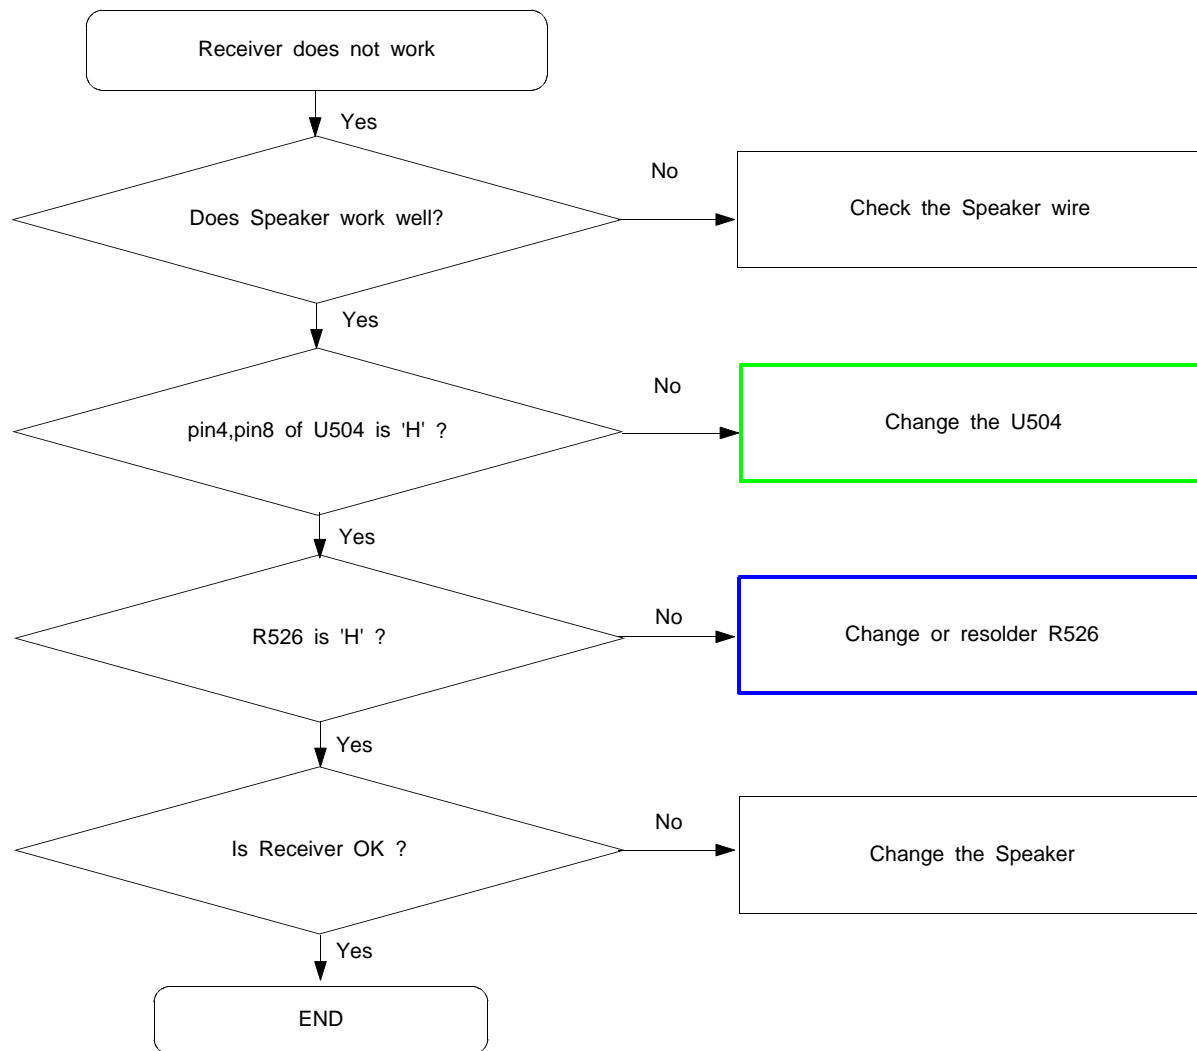 Receiver does not work
Yes
Does Speaker work well?
No
Check the Speaker wire
Yes
pin4,pin8 of U504 is 'H' ?
No
Change the U504
Yes
R526 is 'H' ?
No
Change or resolder R526
Yes
Is Receiver OK ?
No
Change the Speaker
Yes
END